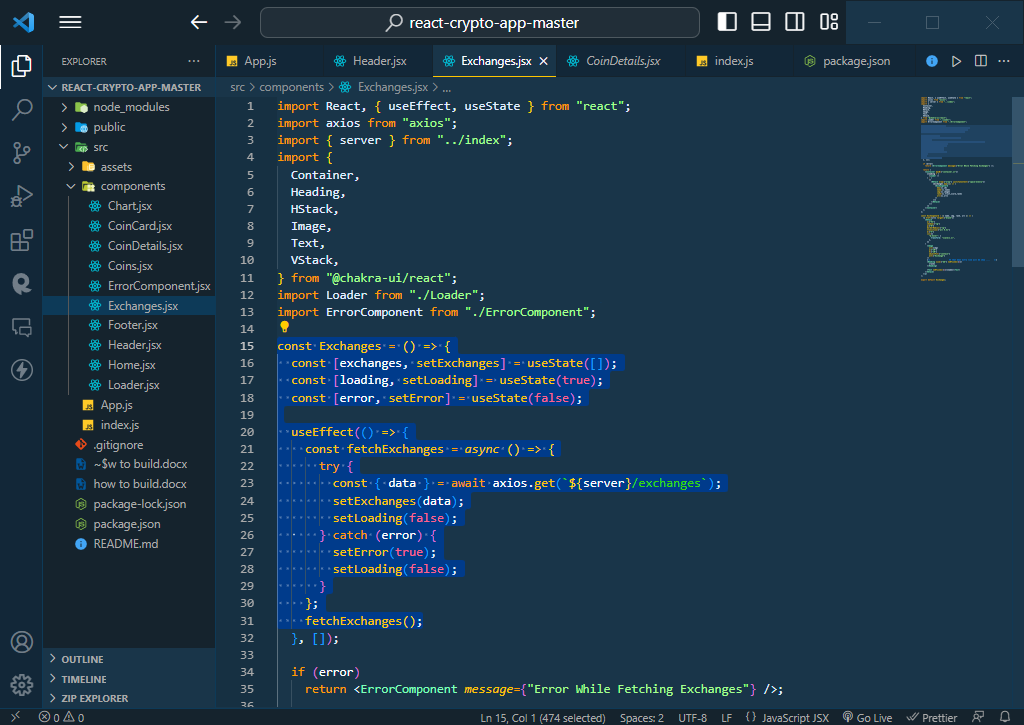 react-crypto-app-master
EXPLORER
REACT-CRYPTO-APP-MASTER
node_modules
public
src
assets
components
Chart.jsx
CoinCard.jsx
CoinDetails.jsx
Coins.jsx
ErrorComponent.jsx
Exchanges.jsx
Footer.jsx
Header.jsx
Home.jsx
Loader.jsx
JS App.js
JS index.js
.gitignore
~$w to build.docx
how to build.docx
package-lock.json
package.json
README.md
OUTLINE
TIMELINE
ZIP EXPLORER
JS App.js Header.jsx Exchanges.jsx CoinDetails.jsx JS index.js package.json
src > components > Exchanges.jsx > ...
1 import React, { useEffect, useState } from "react";
2 import axios from "axios";
3 import { server } from "../index";
4 import {
5 Container,
6 Heading,
7 HStack,
8 Image,
9 Text,
10 VStack,
11 } from "@chakra-ui/react";
12 import Loader from "./Loader";
13 import ErrorComponent from "./ErrorComponent";
14
15 const Exchanges = () => {
16 const [exchanges, setExchanges] = useState([]);
17 const [loading, setLoading] = useState(true);
18 const [error, setError] = useState(false);
19
20 useEffect(() => {
21 const fetchExchanges = async () => {
22 try {
23 const { data } = await axios.get(`${server}/exchanges`);
24 setExchanges(data);
25 setLoading(false);
26 } catch (error) {
27 setError(true);
28 setLoading(false);
29 }
30 };
31 fetchExchanges();
32 }, []);
33
34 if (error)
35 return <ErrorComponent message={"Error While Fetching Exchanges"} />;
36
0 0 Ln 15, Col 1 (474 selected) Spaces: 2 UTF-8 LF {} JavaScript JSX Go Live Prettier